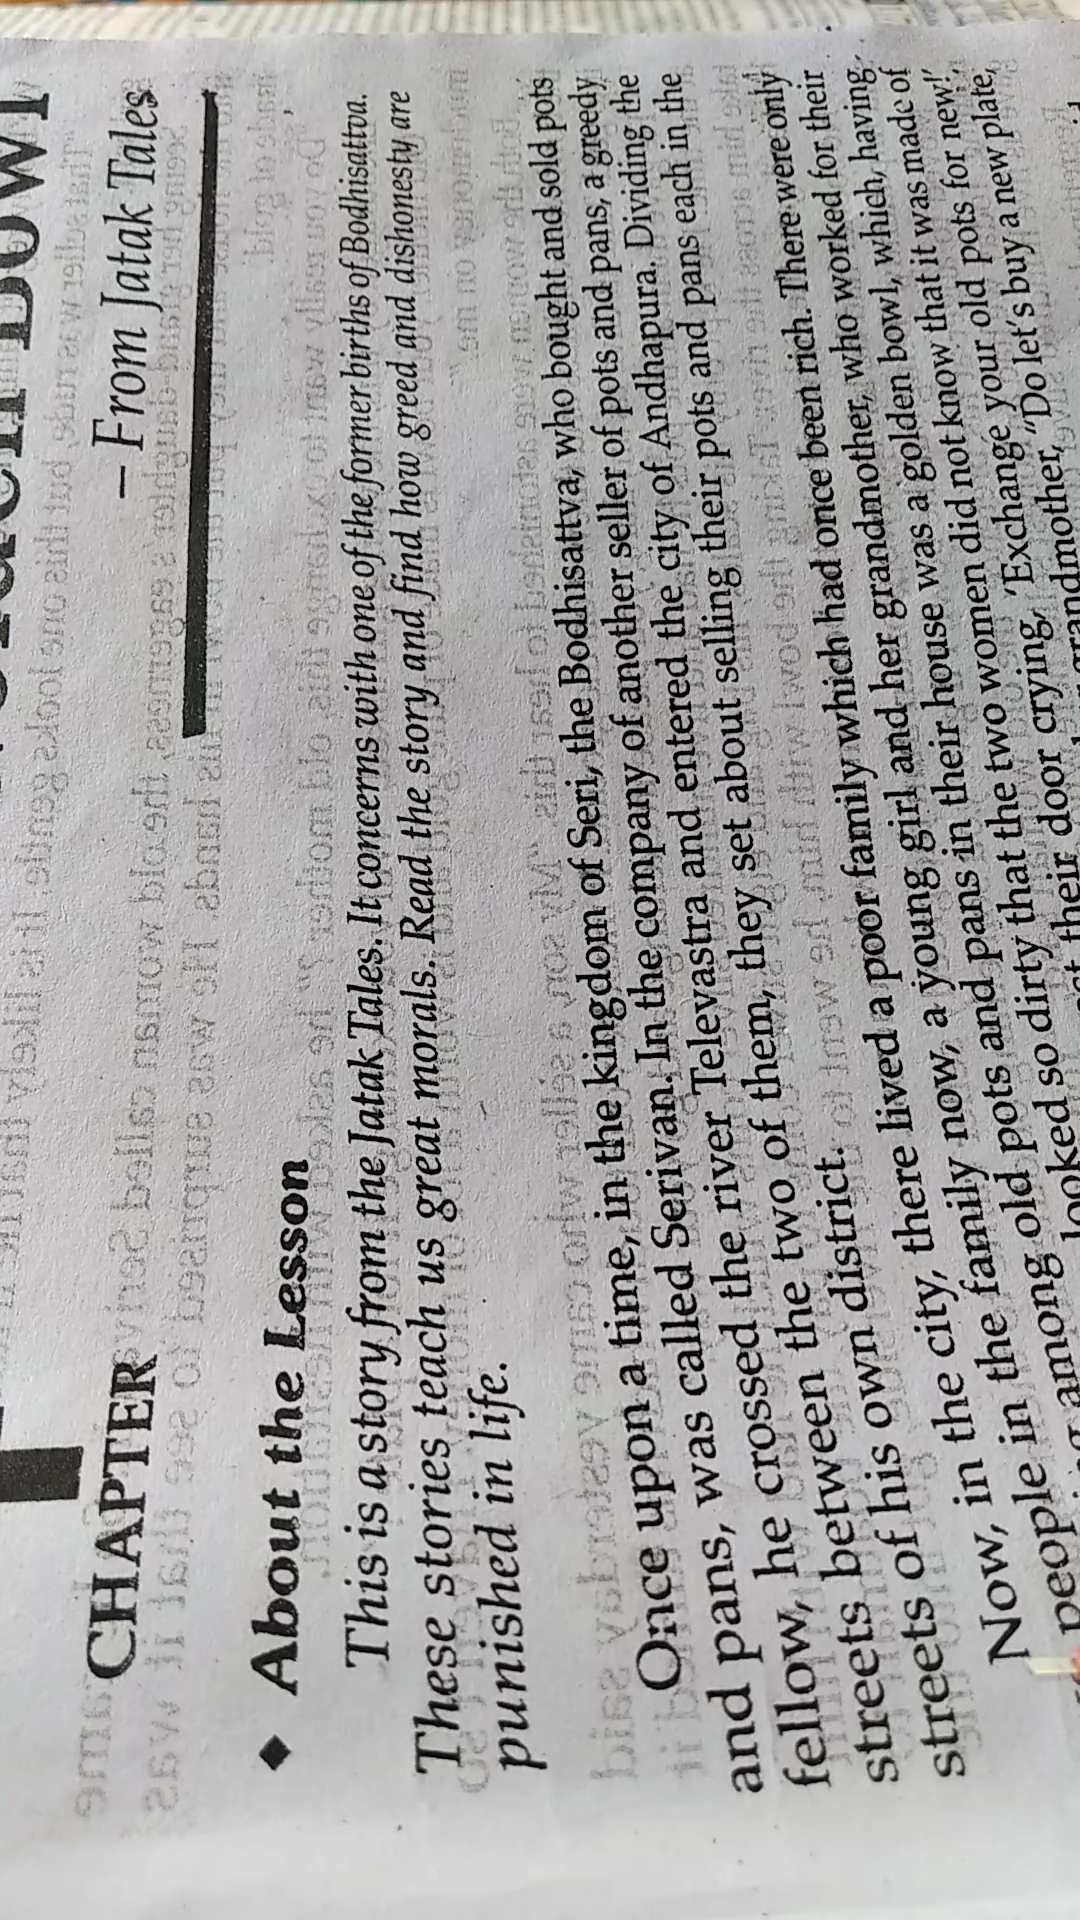 Bowl
CHAPTER
– From Jatak Tales
◆ About the Lesson
This is a story from the Jatak Tales. It concerns with one of the former births of Bodhisattva.
These stories teach us great morals. Read the story and find how greed and dishonesty are
punished in life.
Once upon a time, in the kingdom of Seri, the Bodhisattva, who bought and sold pots
and pans, was called Serivan. In the company of another seller of pots and pans, a greedy
fellow, he crossed the river Televastra and entered the city of Andhapura. Dividing the
streets between the two of them, they set about selling their pots and pans each in the
streets of his own district.
Now, in the city, there lived a poor family which had once been rich. There were only
people in the family now, a young girl and her grandmother, who worked for their
among old pots and pans in their house was a golden bowl, which, having
looked so dirty that the two women did not know that it was made of
their door crying, 'Exchange your old pots for new!',
grandmother, "Do let's buy a new plate,